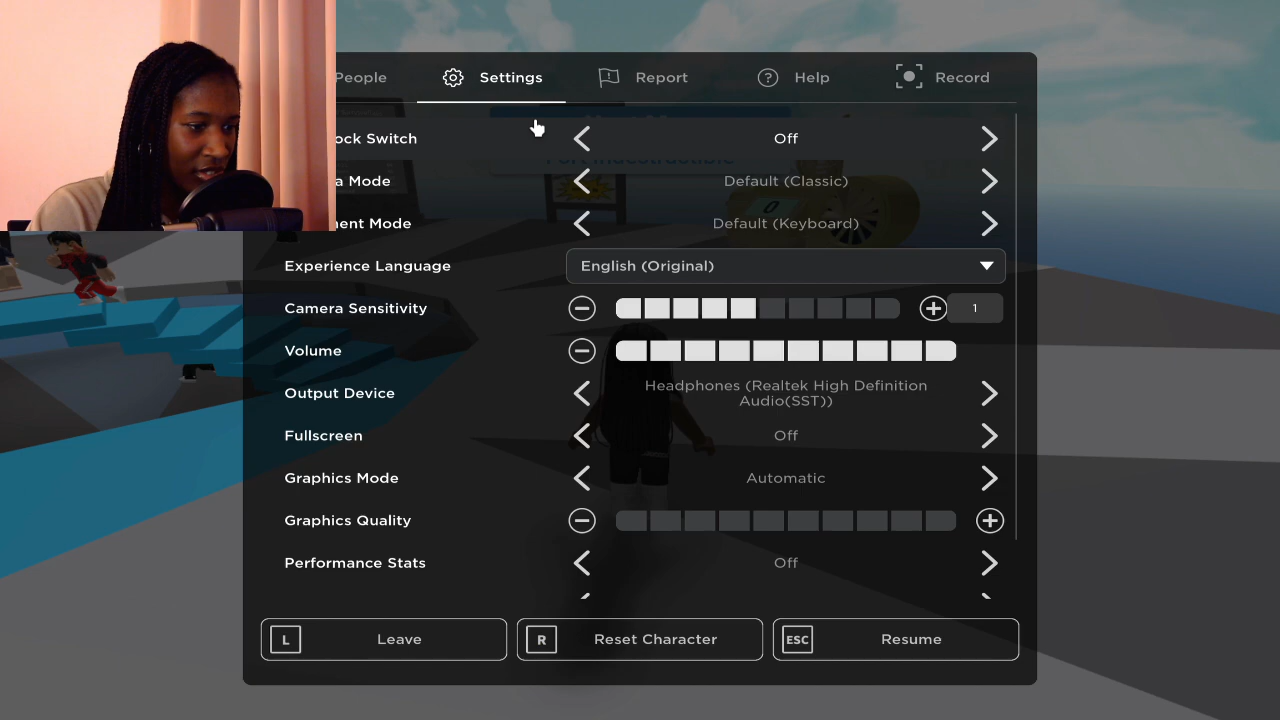 People
Settings
Report
Help
Record
ock Switch
Off
a Mode
Default (Classic)
ent Mode
Default (Keyboard)
Experience Language
English (Original)
Camera Sensitivity
1
Volume
Output Device
Headphones (Realtek High Definition
Audio(SST))
Fullscreen
Off
Graphics Mode
Automatic
Graphics Quality
Performance Stats
Off
L
Leave
R
Reset Character
ESC
Resume